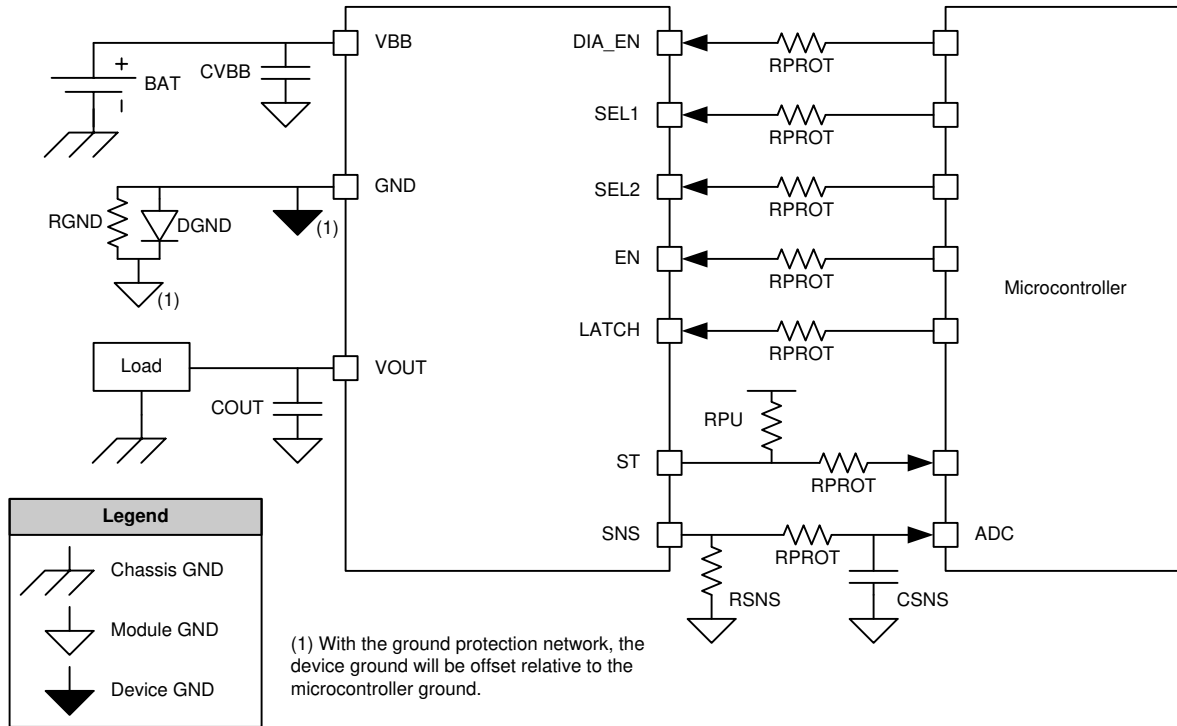 VBB
DIA_EN
RPROT
+
BAT
CVBB
SEL1
RPROT
GND
SEL2
RPROT
RGND
DGND
(1)
(1)
EN
RPROT
Microcontroller
LATCH
RPROT
Load
VOUT
COUT
RPU
ST
RPROT
SNS
RPROT
ADC
RSNS
CSNS
Legend
Chassis GND
Module GND
Device GND
(1) With the ground protection network, the
device ground will be offset relative to the
microcontroller ground.